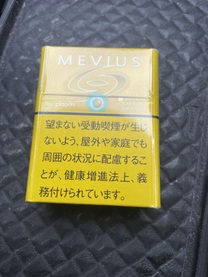 MEVIUS
望まない受動喫煙が生じ
ないよう、屋外や家庭でも
周囲の状況に配慮するこ
とが、健康増進法上、義
務付けられています。